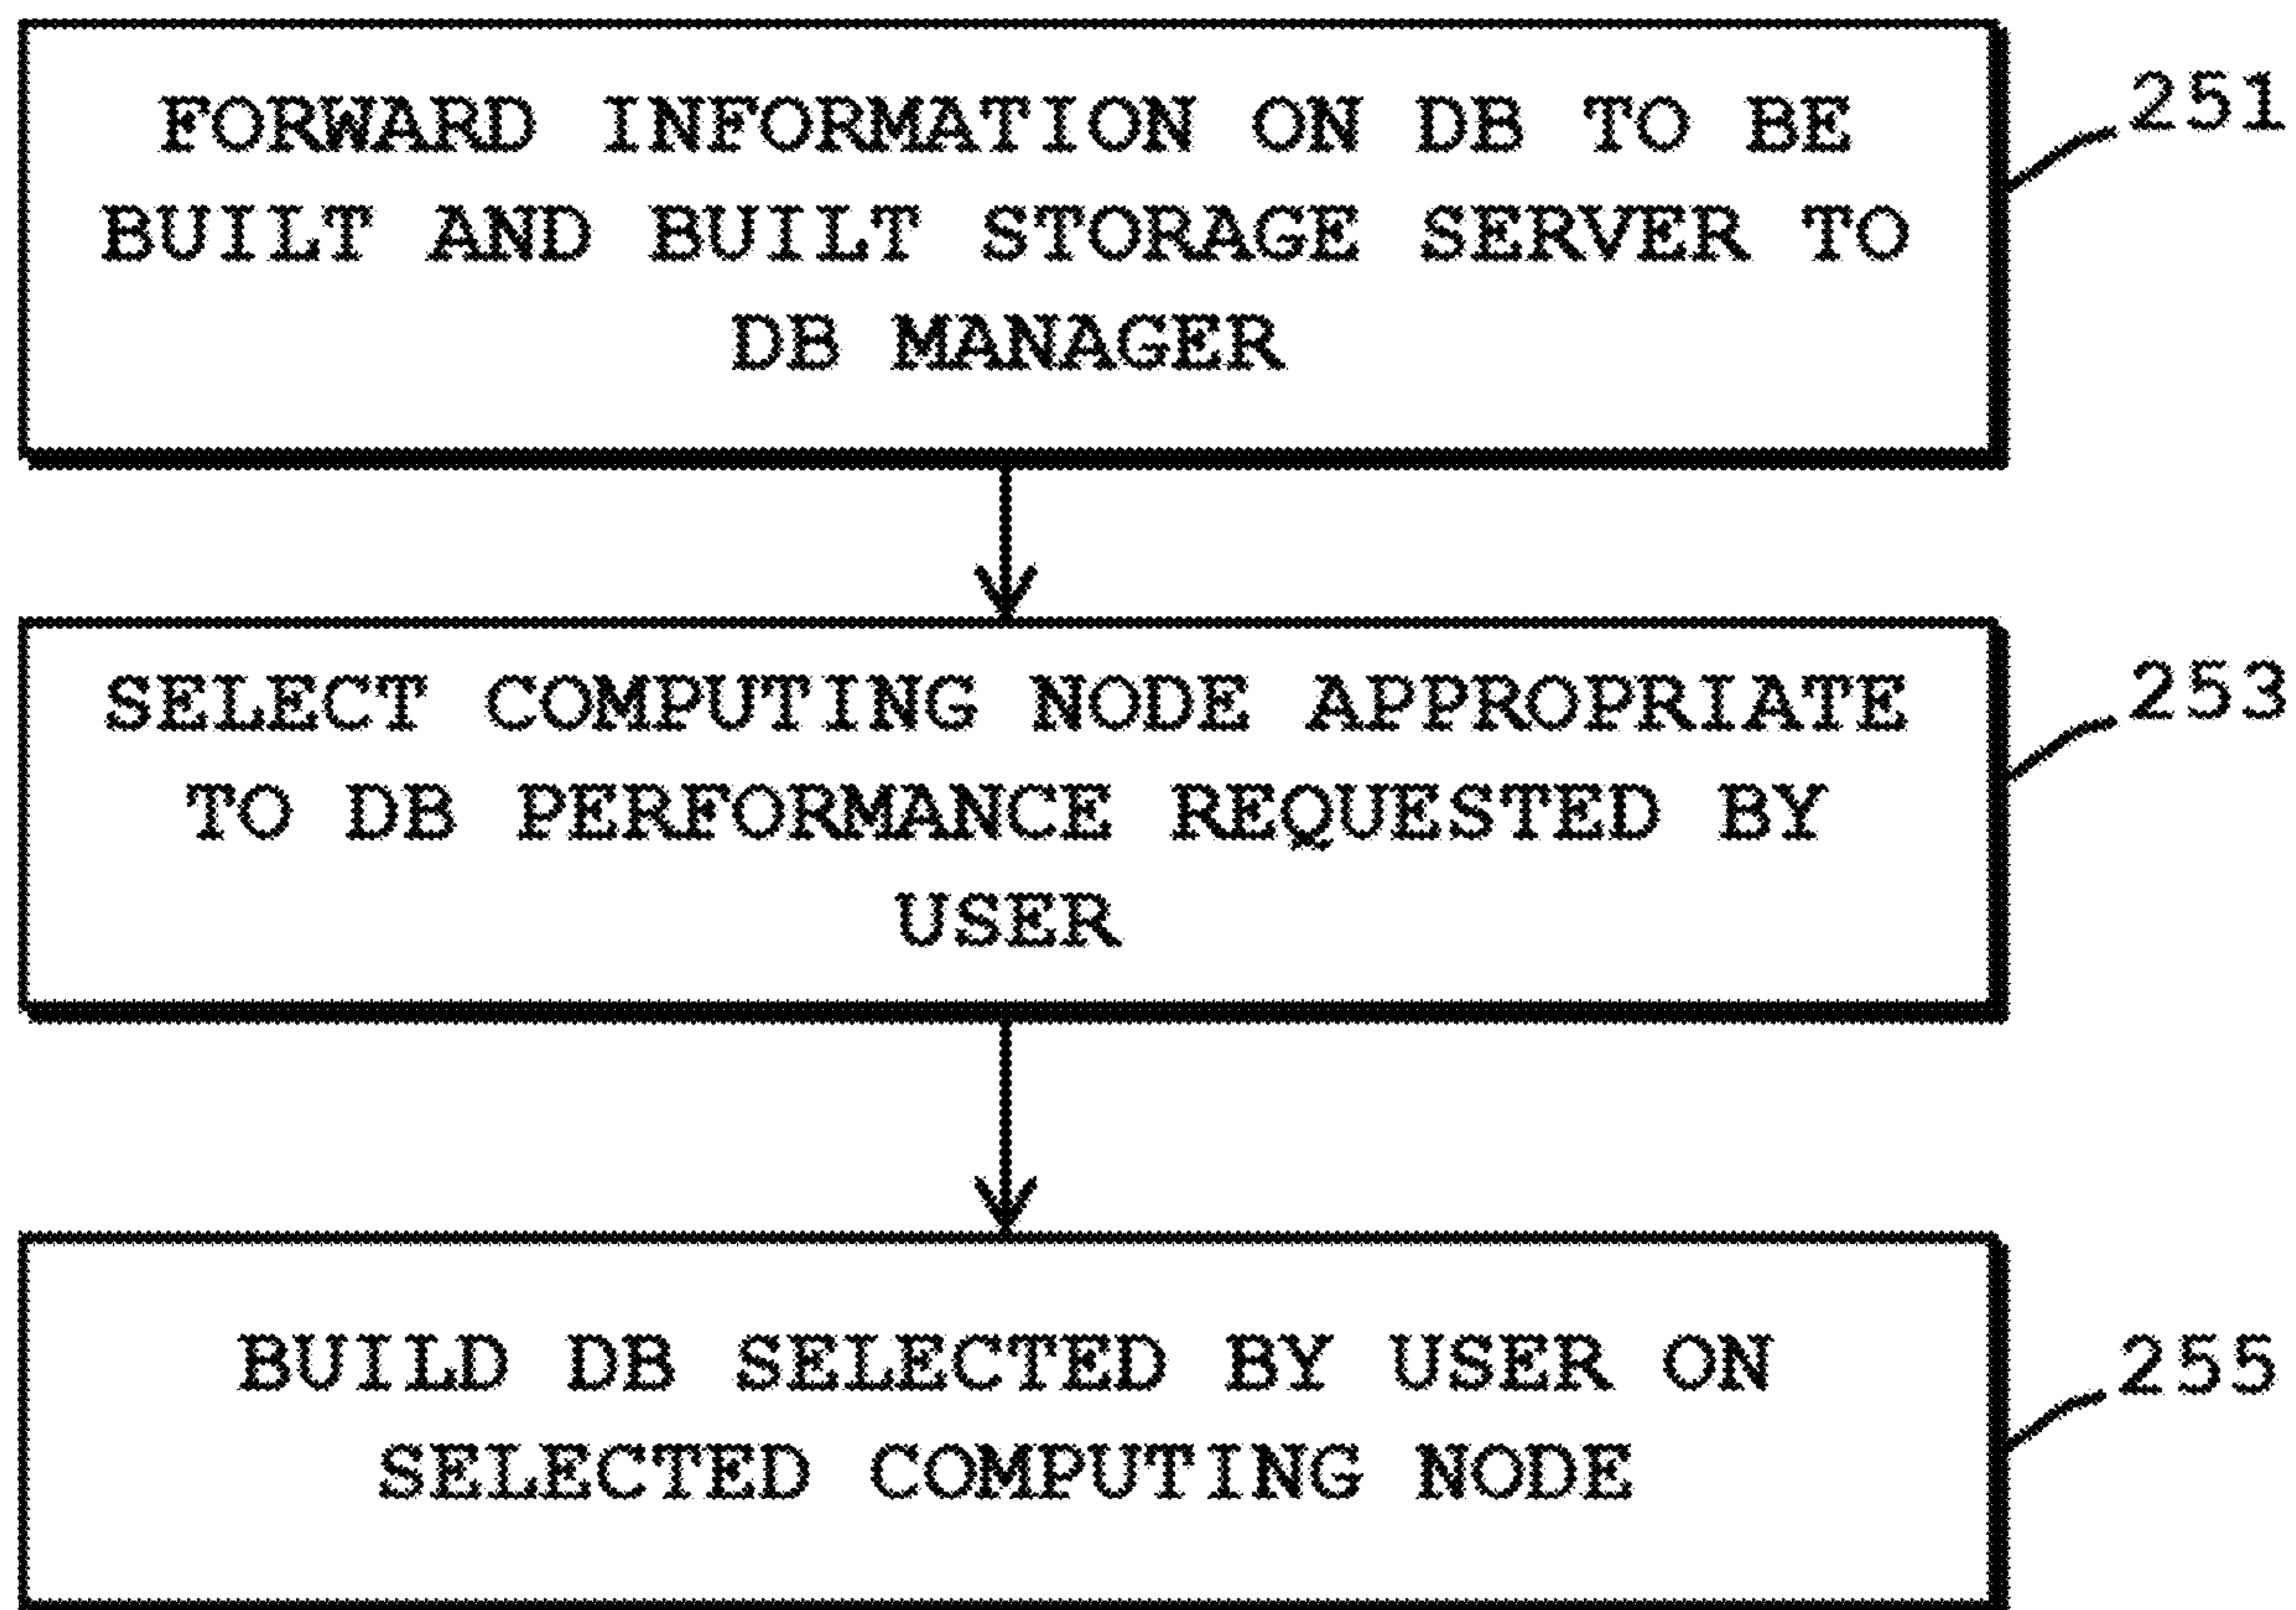 FORWARD INFORMATION ON DB TO BE
BUILT AND BUILT STORAGE SERVER TO
DB MANAGER
251
SELECT COMPUTING NODE APPROPRIATE
TO DB PERFORMANCE REQUESTED BY
USER
253
BUILD DB SELECTED BY USER ON
SELECTED COMPUTING NODE
255